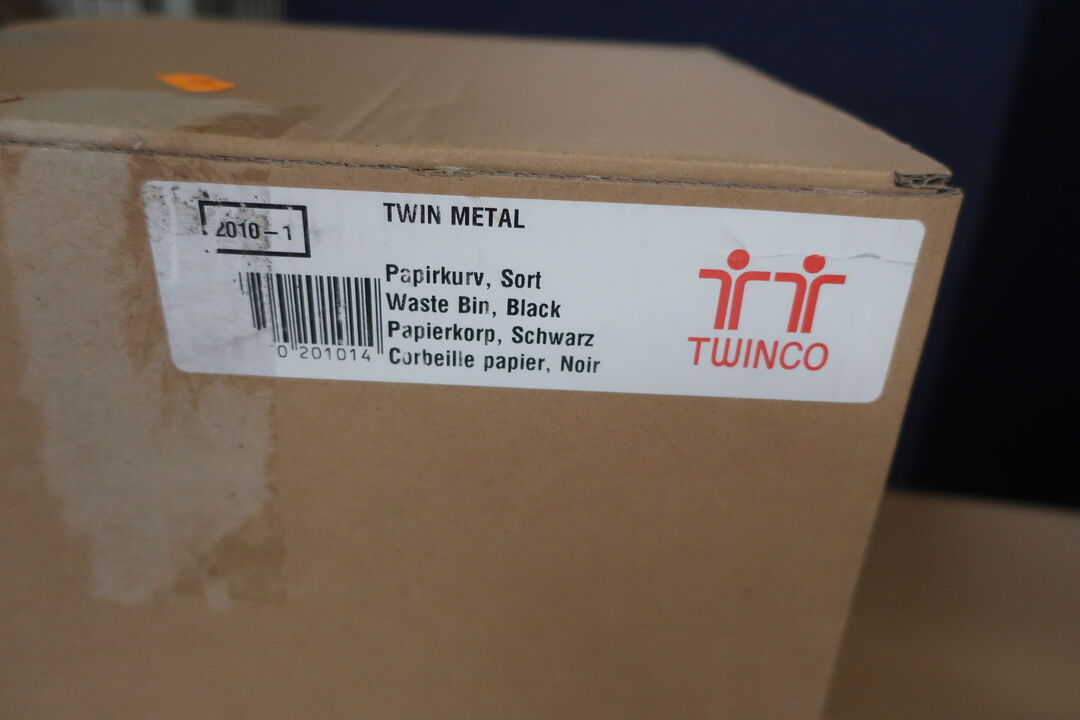 2010-1
TWIN METAL
Papirkurv, Sort
Waste Bin, Black
Papierkorp, Schwarz
Corbeille papier, Noir
0 201014
TWINCO